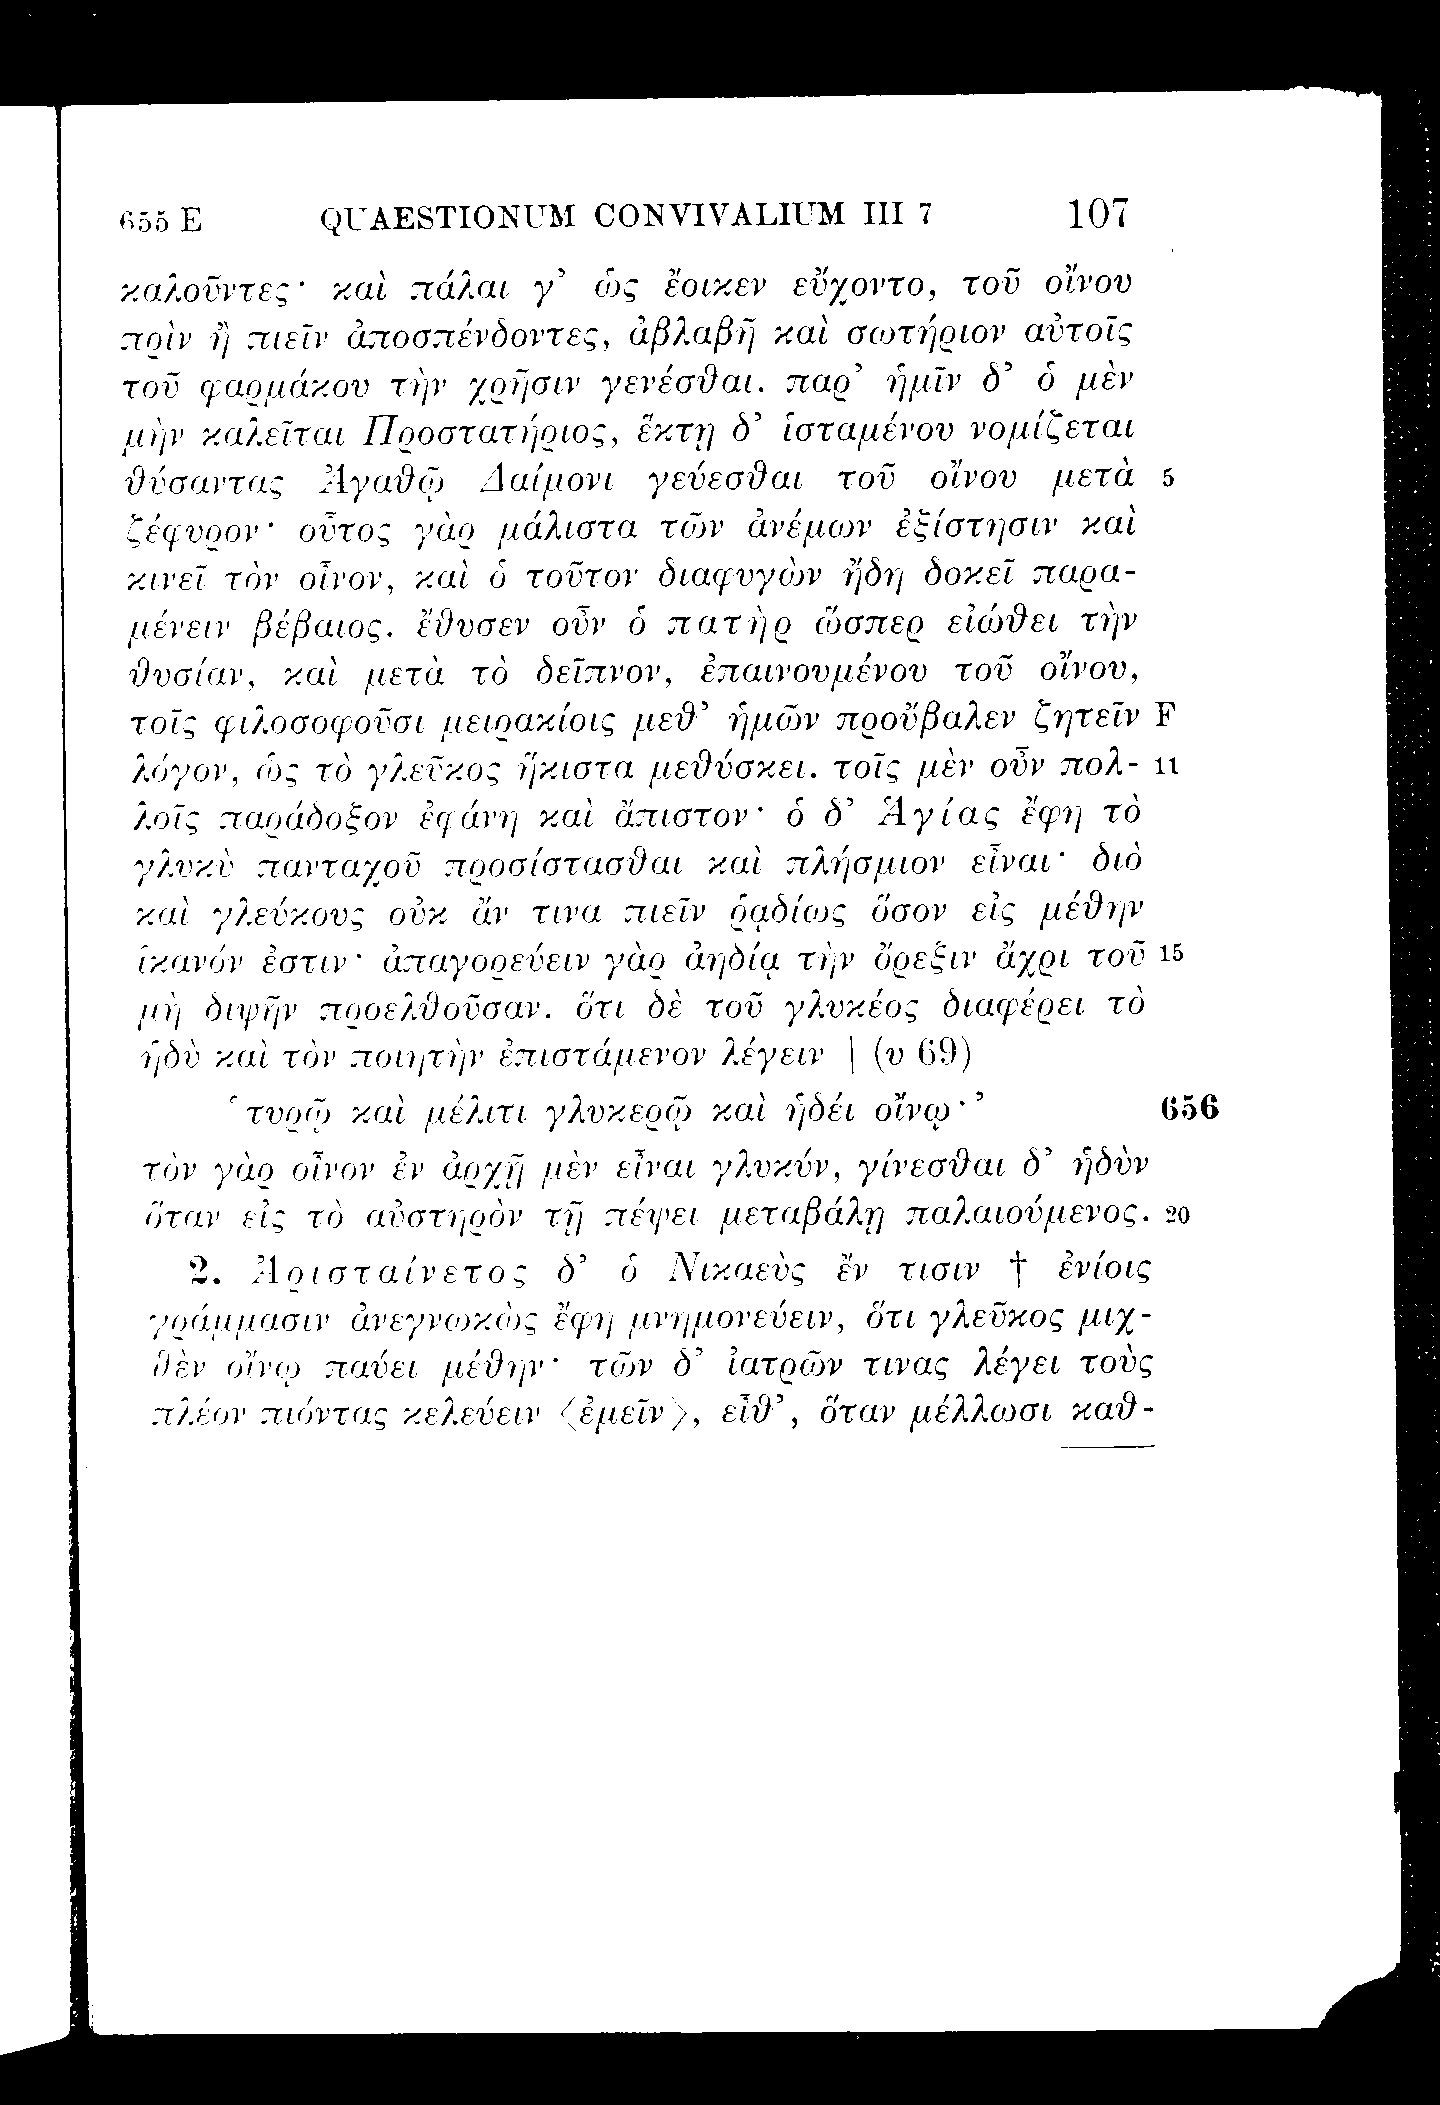 655 E QUAESTIONUM CONVIVALIUM III 7 107
καλοῦντες· καὶ πάλαι γ’ ὡς ἔοικεν εὔχοντο, τοῦ οἴνου
πρὶν ἢ πιεῖν ἀποσπένδοντες, ἀβλαβῆ καὶ σωτήριον αὐτοῖς
τοῦ φαρμάκου τὴν χρῆσιν γενέσθαι. παρ’ ἡμῖν δ’ ὁ μὲν
μὴν καλεῖται Προστατήριος, ἕκτῃ δ’ ἱσταμένου νομίζεται
θύσαντας Ἀγαθῷ Δαίμονι γεύεσθαι τοῦ οἴνου μετὰ 5
ζέφυρον· οὗτος γὰρ μάλιστα τῶν ἀνέμων ἐξίστησιν καὶ
κινεῖ τὸν οἶνον, καὶ ὁ τοῦτον διαφυγὼν ἤδη δοκεῖ παρα-
μένειν βέβαιος. ἔθυσεν οὖν ὁ πατὴρ ὥσπερ εἰώθει τὴν
θυσίαν, καὶ μετὰ τὸ δεῖπνον, ἐπαινουμένου τοῦ οἴνου,
τοῖς φιλοσοφοῦσι μειρακίοις μεθ’ ἡμῶν προὔβαλεν ζητεῖν F
λόγον, ὡς τὸ γλεῦκος ἥκιστα μεθύσκει. τοῖς μὲν οὖν πολ- 11
λοῖς παράδοξον ἐφάνη καὶ ἄπιστον· ὁ δ’ Ἁγίας ἔφη τὸ
γλυκὺ πανταχοῦ προσίστασθαι καὶ πλήσμιον εἶναι· διὸ
καὶ γλεύκους οὐκ ἄν τινα πιεῖν ῥᾳδίως ὅσον εἰς μέθην
ἱκανόν ἐστιν· ἀπαγορεύειν γὰρ ἀηδίᾳ τὴν ὄρεξιν ἄχρι τοῦ 15
μὴ διψῆν προελθοῦσαν. ὅτι δὲ τοῦ γλυκέος διαφέρει τὸ
ἡδὺ καὶ τὸν ποιητὴν ἐπιστάμενον λέγειν | (υ 69)
‘τυρῷ καὶ μέλιτι γλυκερῷ καὶ ἡδέι οἴνῳ·’ 656
τὸν γὰρ οἶνον ἐν ἀρχῇ μὲν εἶναι γλυκύν, γίνεσθαι δ’ ἡδὺν
ὅταν εἰς τὸ αὐστηρὸν τῇ πέψει μεταβάλῃ παλαιούμενος. 20
2. Ἀρισταίνετος δ’ ὁ Νικαεὺς ἔν τισιν † ἐνίοις
γράμμασιν ἀνεγνωκὼς ἔφη μνημονεύειν, ὅτι γλεῦκος μιχ-
θὲν οἴνῳ παύει μέθην· τῶν δ’ ἰατρῶν τινας λέγει τοὺς
πλέον πιόντας κελεύειν ⟨ἐμεῖν⟩, εἶθ’, ὅταν μέλλωσι καθ-